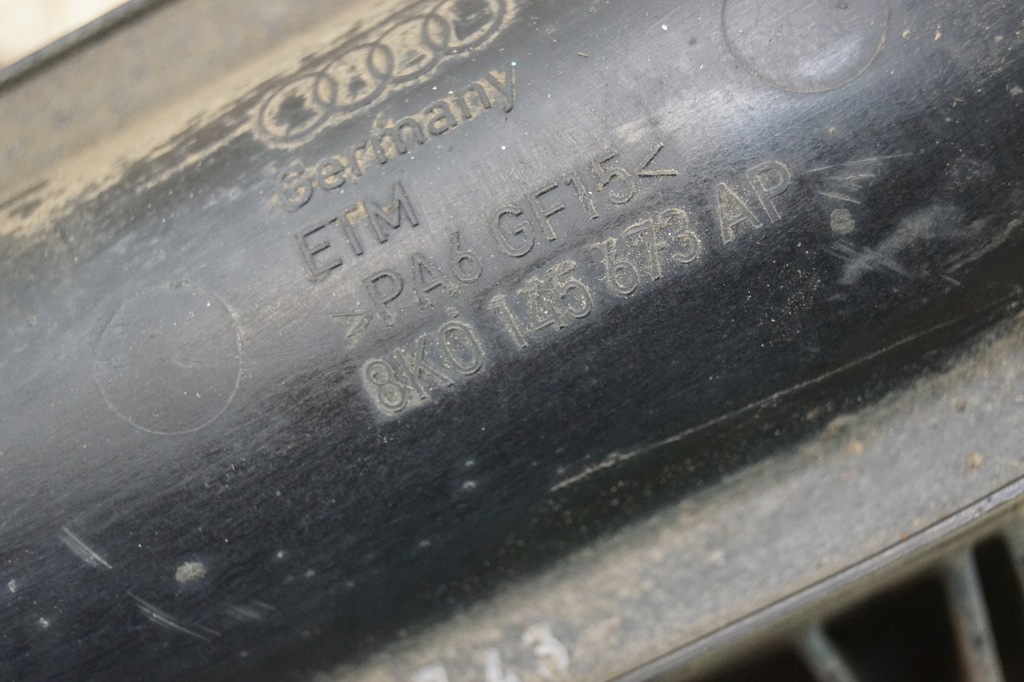 Germany
ETM
>PA6 GF15<
8K0 145 673 AP